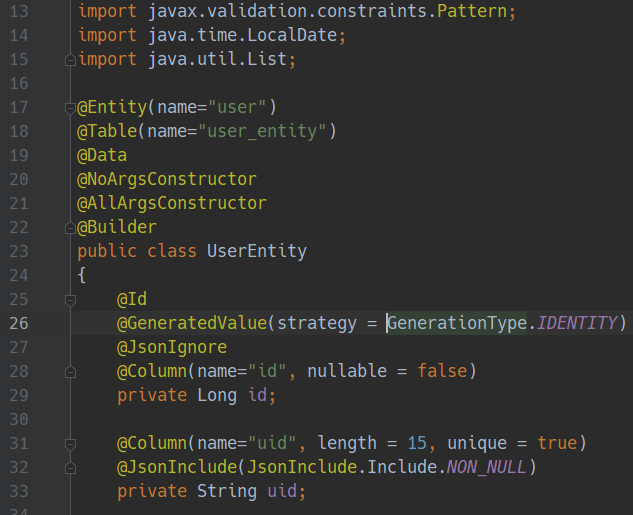 13 import javax.validation.constraints.Pattern;
14 import java.time.LocalDate;
15 import java.util.List;
16
17 @Entity(name="user")
18 @Table(name="user_entity")
19 @Data
20 @NoArgsConstructor
21 @AllArgsConstructor
22 @Builder
23 public class UserEntity
24 {
25     @Id
26     @GeneratedValue(strategy = GenerationType.IDENTITY)
27     @JsonIgnore
28     @Column(name="id", nullable = false)
29     private Long id;
30
31     @Column(name="uid", length = 15, unique = true)
32     @JsonInclude(JsonInclude.Include.NON_NULL)
33     private String uid;
34